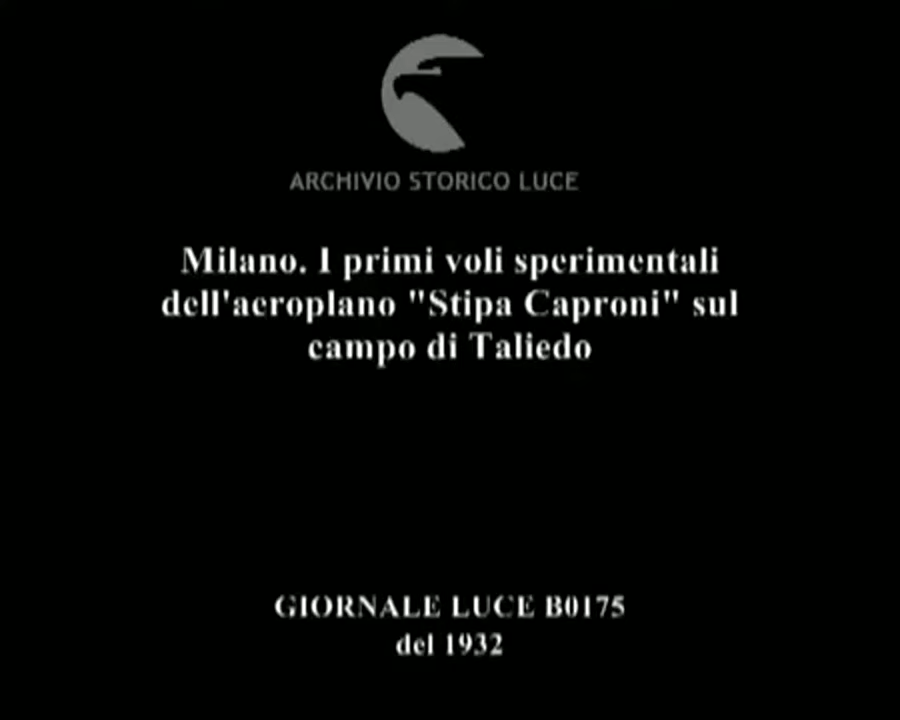 ARCHIVIO STORICO LUCE
Milano. I primi voli sperimentali
dell'aeroplano "Stipa Caproni" sul
campo di Taliedo
GIORNALE LUCE B0175
del 1932